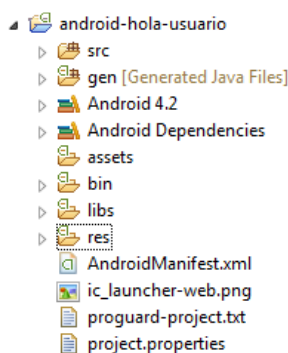 android-hola-usuario
src
gen [Generated Java Files]
Android 4.2
Android Dependencies
assets
bin
libs
res
AndroidManifest.xml
ic_launcher-web.png
proguard-project.txt
project.properties